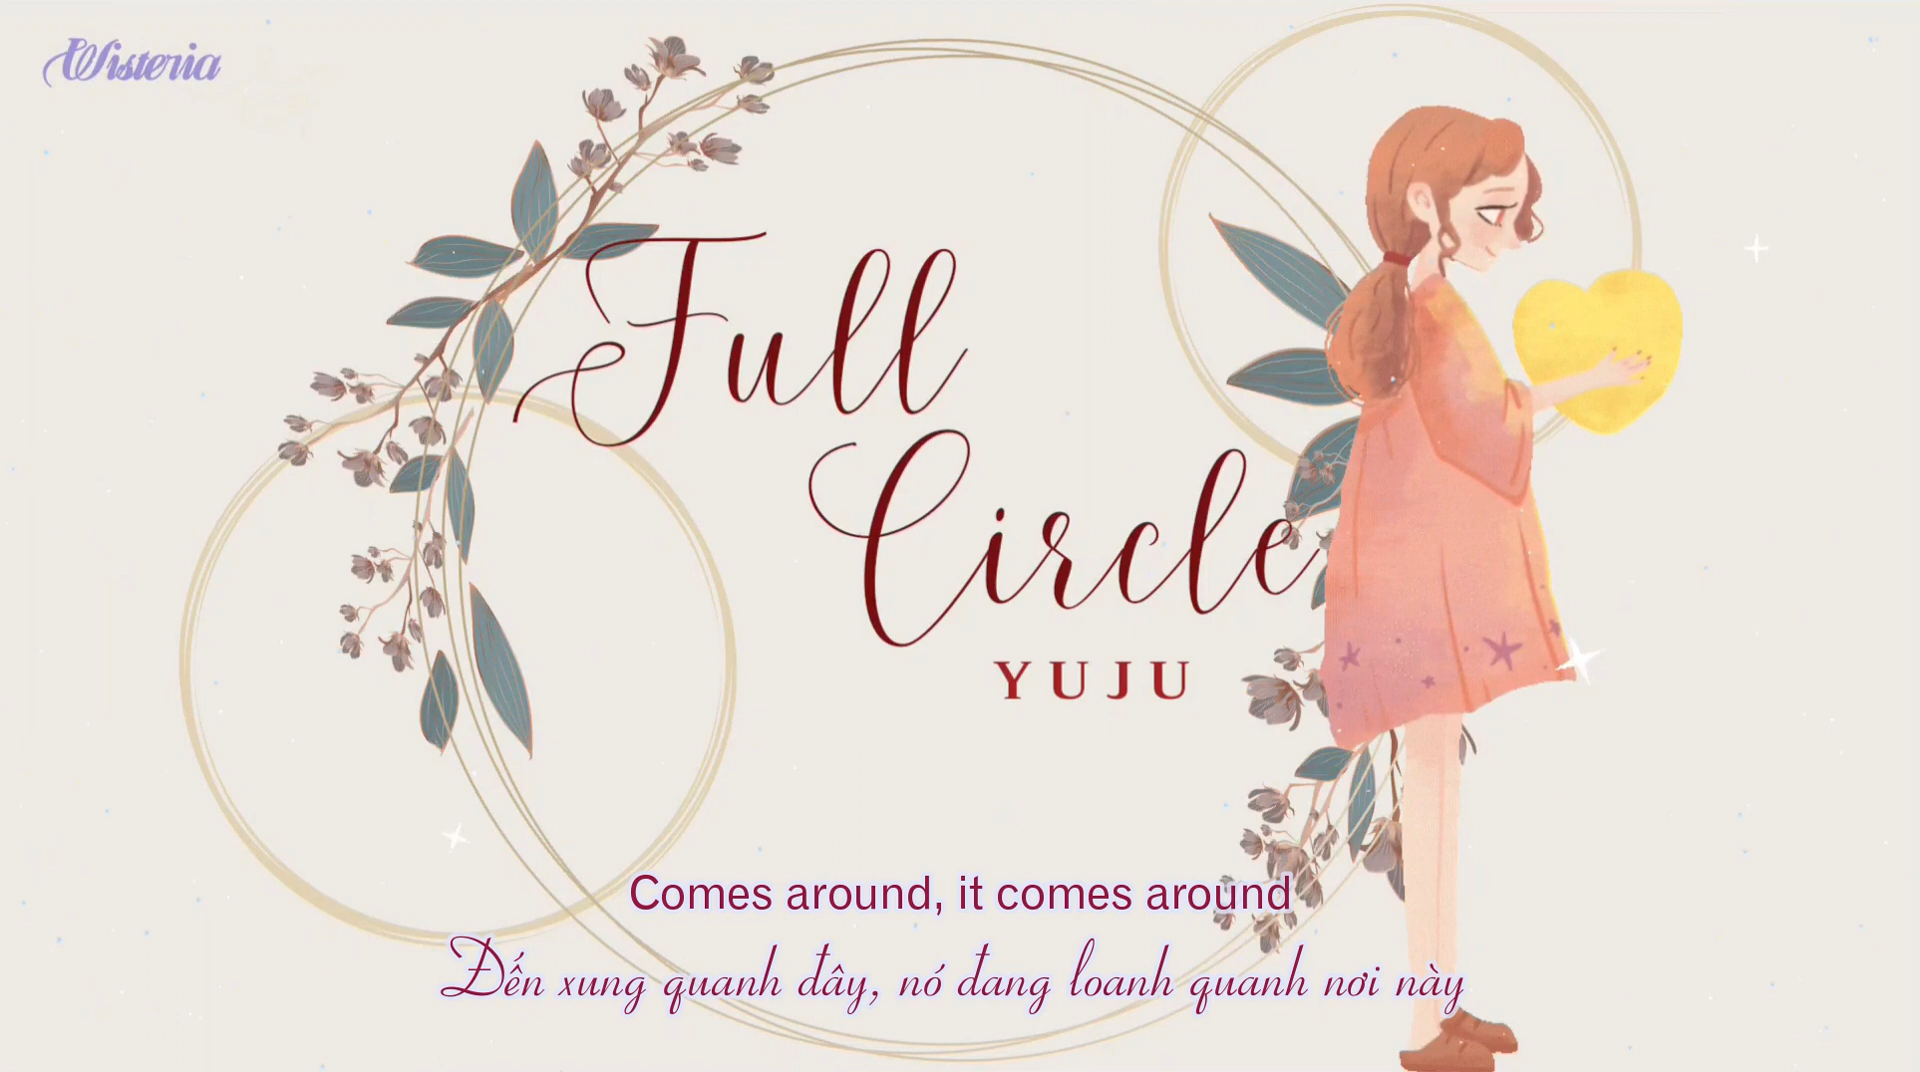 Wisteria
Full
Circle
YUJU
Comes around, it comes around
Đến xung quanh đây, nó đang loanh quanh nơi này